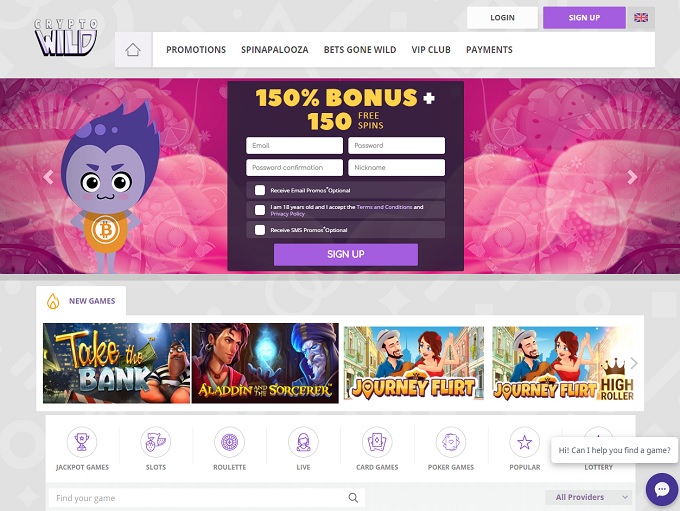 CRYPTO
WILD
LOGIN
SIGN UP
PROMOTIONS
SPINAPALOOZA
BETS GONE WILD
VIP CLUB
PAYMENTS
150% BONUS +
150 FREE SPINS
Email
Password
Password confirmation
Nickname
Receive Email Promos*Optional
I am 18 years old and I accept the Terms and Conditions and
Privacy Policy
Receive SMS Promos*Optional
SIGN UP
NEW GAMES
Take the BANK™
ALADDIN AND THE SORCERER™
JOURNEY FLIRT
JOURNEY FLIRT HIGH ROLLER
JACKPOT GAMES
SLOTS
ROULETTE
LIVE
CARD GAMES
POKER GAMES
POPULAR
LOTTERY
Hi! Can I help you find a game?
Find your game
All Providers